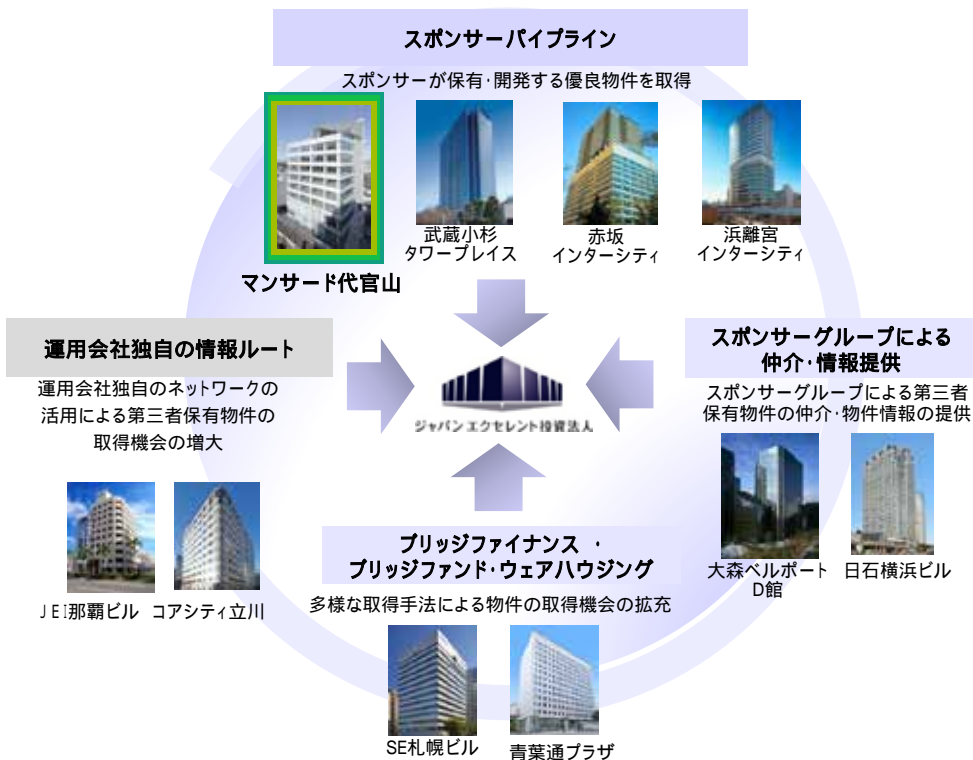 スポンサーパイプライン
スポンサーが保有・開発する優良物件を取得
マンサード代官山
武蔵小杉
タワープレイス
赤坂
インターシティ
浜離宮
インターシティ
運用会社独自の情報ルート
運用会社独自のネットワークの
活用による第三者保有物件の
取得機会の増大
JEI那覇ビル
コアシティ立川
ジャパンエクセレント投資法人
スポンサーグループによる
仲介・情報提供
スポンサーグループによる第三者
保有物件の仲介・物件情報の提供
大森ベルポート
D館
日石横浜ビル
ブリッジファイナンス・
ブリッジファンド・ウェアハウジング
多様な取得手法による物件の取得機会の拡充
SE札幌ビル
青葉通プラザ